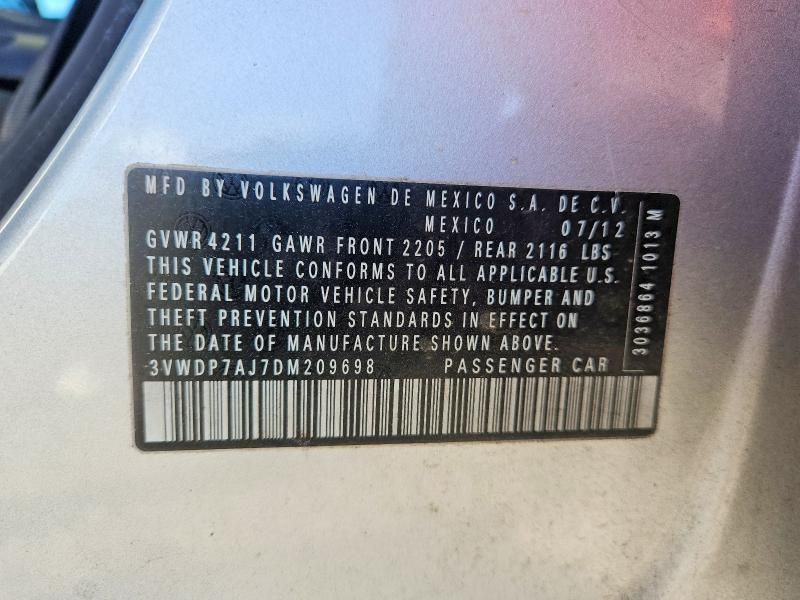 MFD BY VOLKSWAGEN DE MEXICO S.A. DE C.V.
MEXICO 07/12
GVWR 4211 GAWR FRONT 2205 / REAR 2116 LBS
THIS VEHICLE CONFORMS TO ALL APPLICABLE U.S.
FEDERAL MOTOR VEHICLE SAFETY, BUMPER AND
THEFT PREVENTION STANDARDS IN EFFECT ON
THE DATE OF MANUFACTURE SHOWN ABOVE.
3VWDP7AJ7DM209698 PASSENGER CAR
3036864 1013 M